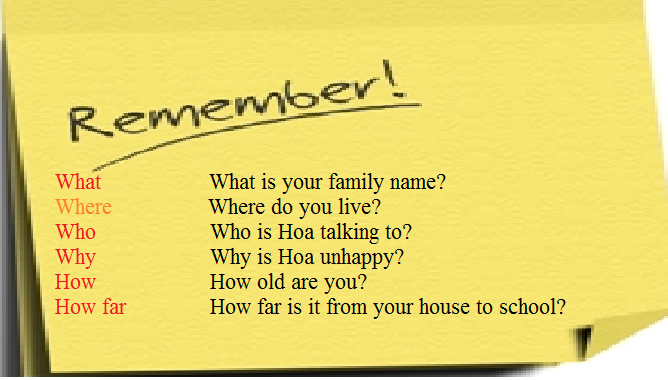 Remember!
What What is your family name?
Where Where do you live?
Who Who is Hoa talking to?
Why Why is Hoa unhappy?
How How old are you?
How far How far is it from your house to school?